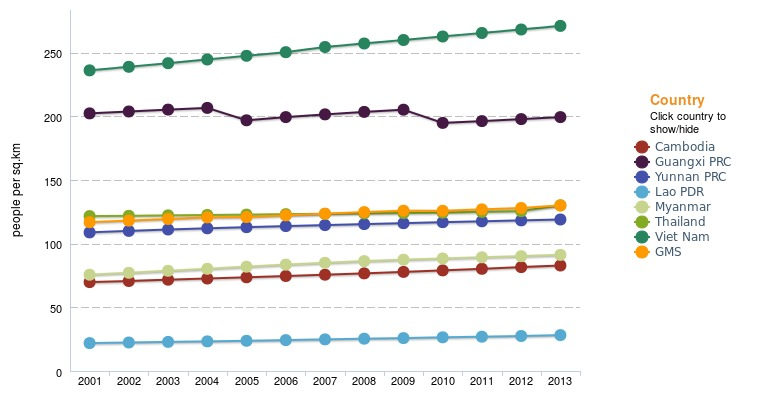 250
200
150
100
50
0
people per sq.km
2001 2002 2003 2004 2005 2006 2007 2008 2009 2010 2011 2012 2013
Country
Click country to
show/hide
Cambodia
Guangxi PRC
Yunnan PRC
Lao PDR
Myanmar
Thailand
Viet Nam
GMS